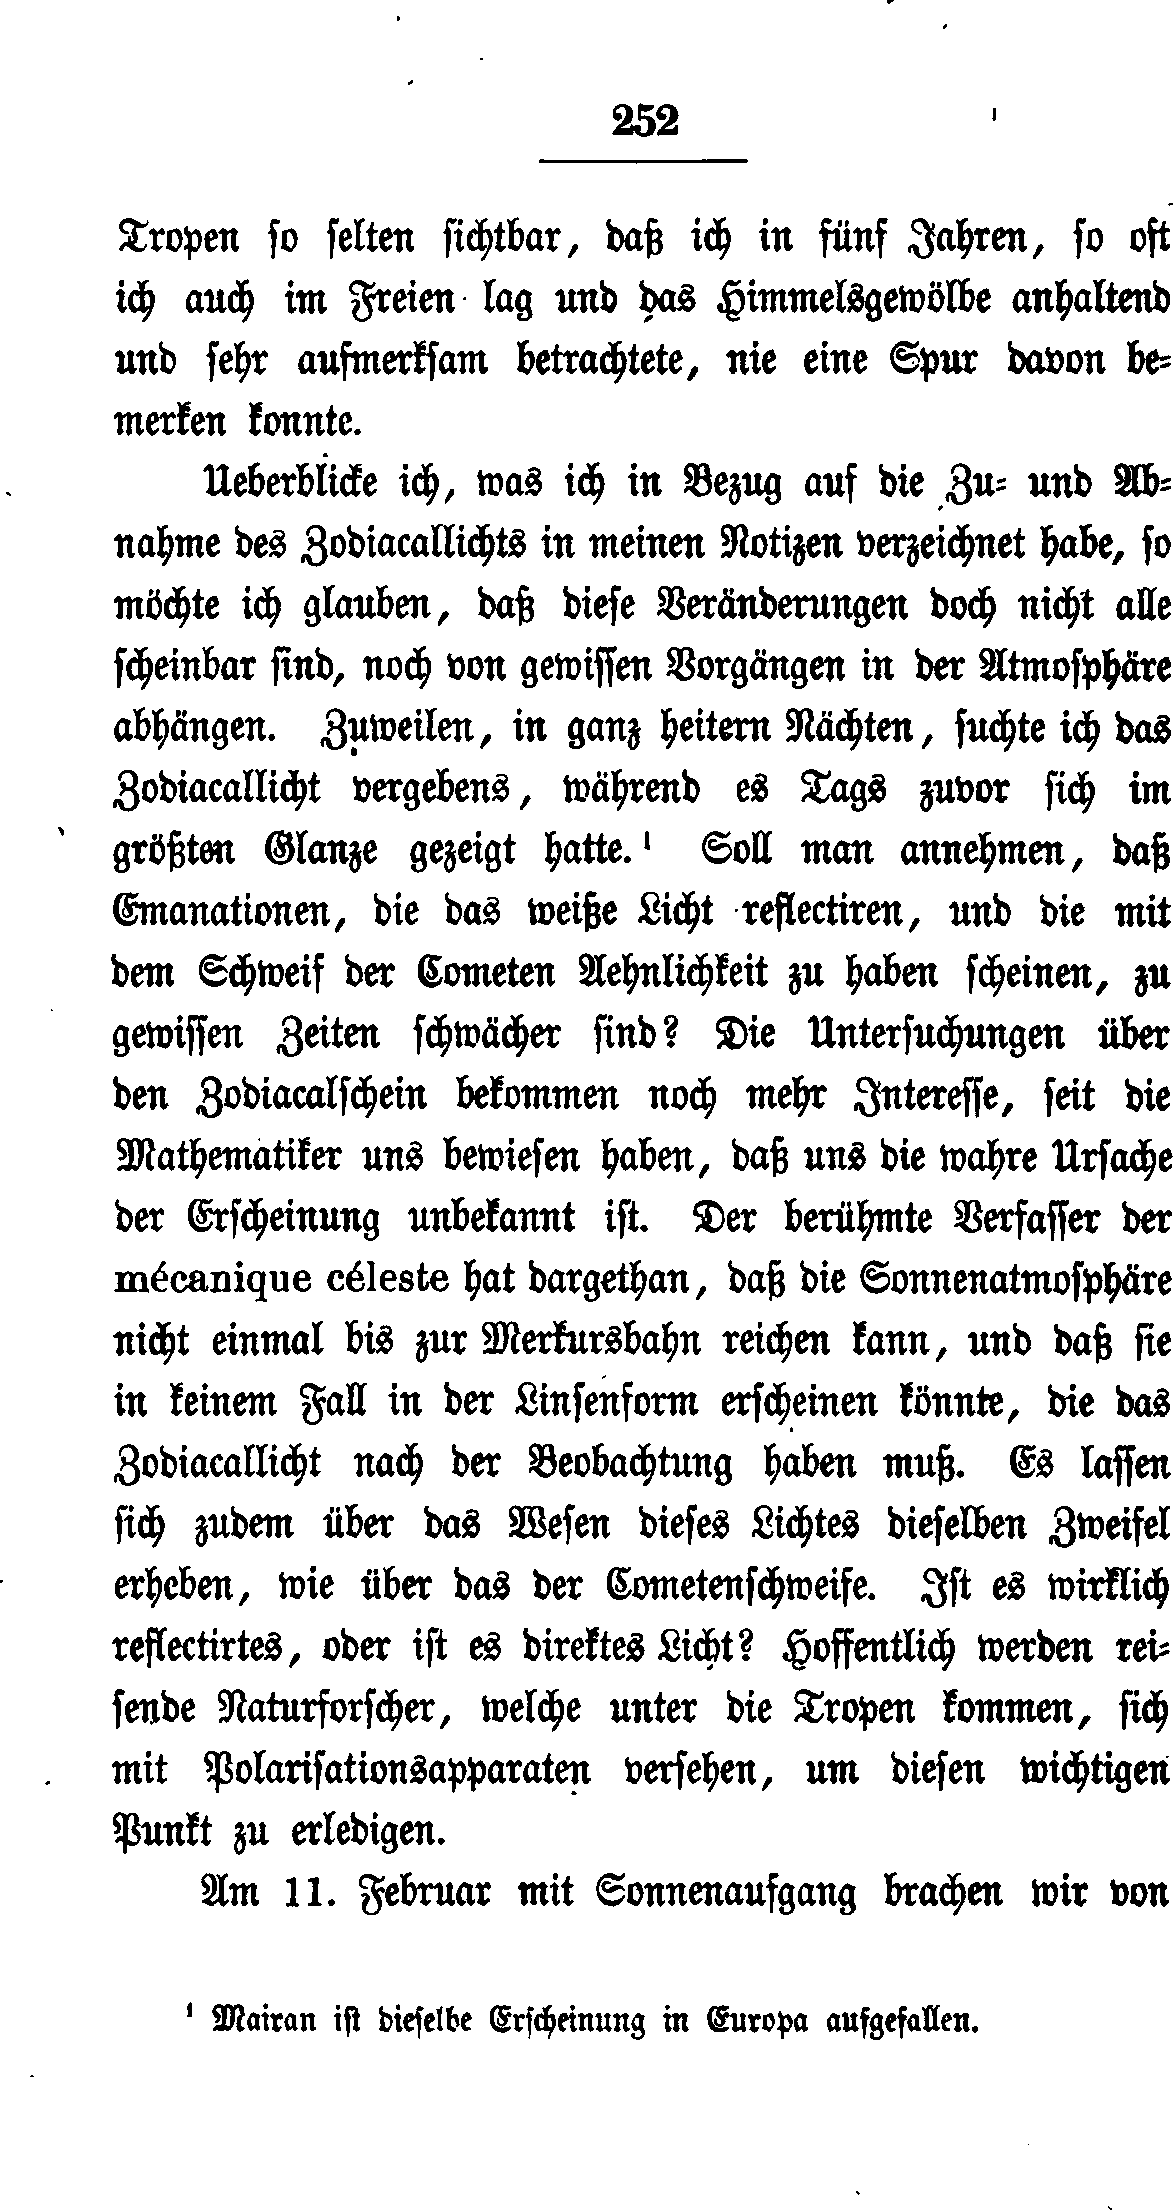 252
Tropen so selten sichtbar, daß ich in fünf Jahren, so oft
ich auch im Freien lag und das Himmelsgewölbe anhaltend
und sehr aufmerksam betrachtete, nie eine Spur davon be-
merken konnte.
Ueberblicke ich, was ich in Bezug auf die Zu- und Ab-
nahme des Zodiacallichts in meinen Notizen verzeichnet habe, so
möchte ich glauben, daß diese Veränderungen doch nicht alle
scheinbar sind, noch von gewissen Vorgängen in der Atmosphäre
abhängen. Zuweilen, in ganz heitern Nächten, suchte ich das
Zodiacallicht vergebens, während es Tags zuvor sich im
größten Glanze gezeigt hatte.¹ Soll man annehmen, daß
Emanationen, die das weiße Licht reflectiren, und die mit
dem Schweif der Cometen Aehnlichkeit zu haben scheinen, zu
gewissen Zeiten schwächer sind? Die Untersuchungen über
den Zodiacalschein bekommen noch mehr Interesse, seit die
Mathematiker uns bewiesen haben, daß uns die wahre Ursache
der Erscheinung unbekannt ist. Der berühmte Verfasser der
mécanique céleste hat dargethan, daß die Sonnenatmosphäre
nicht einmal bis zur Merkursbahn reichen kann, und daß sie
in keinem Fall in der Linsenform erscheinen könnte, die das
Zodiacallicht nach der Beobachtung haben muß. Es lassen
sich zudem über das Wesen dieses Lichtes dieselben Zweifel
erheben, wie über das der Cometenschweife. Ist es wirklich
reflectirtes, oder ist es direktes Licht? Hoffentlich werden rei-
sende Naturforscher, welche unter die Tropen kommen, sich
mit Polarisationsapparaten versehen, um diesen wichtigen
Punkt zu erledigen.
Am 11. Februar mit Sonnenaufgang brachen wir von
¹ Mairan ist dieselbe Erscheinung in Europa aufgefallen.